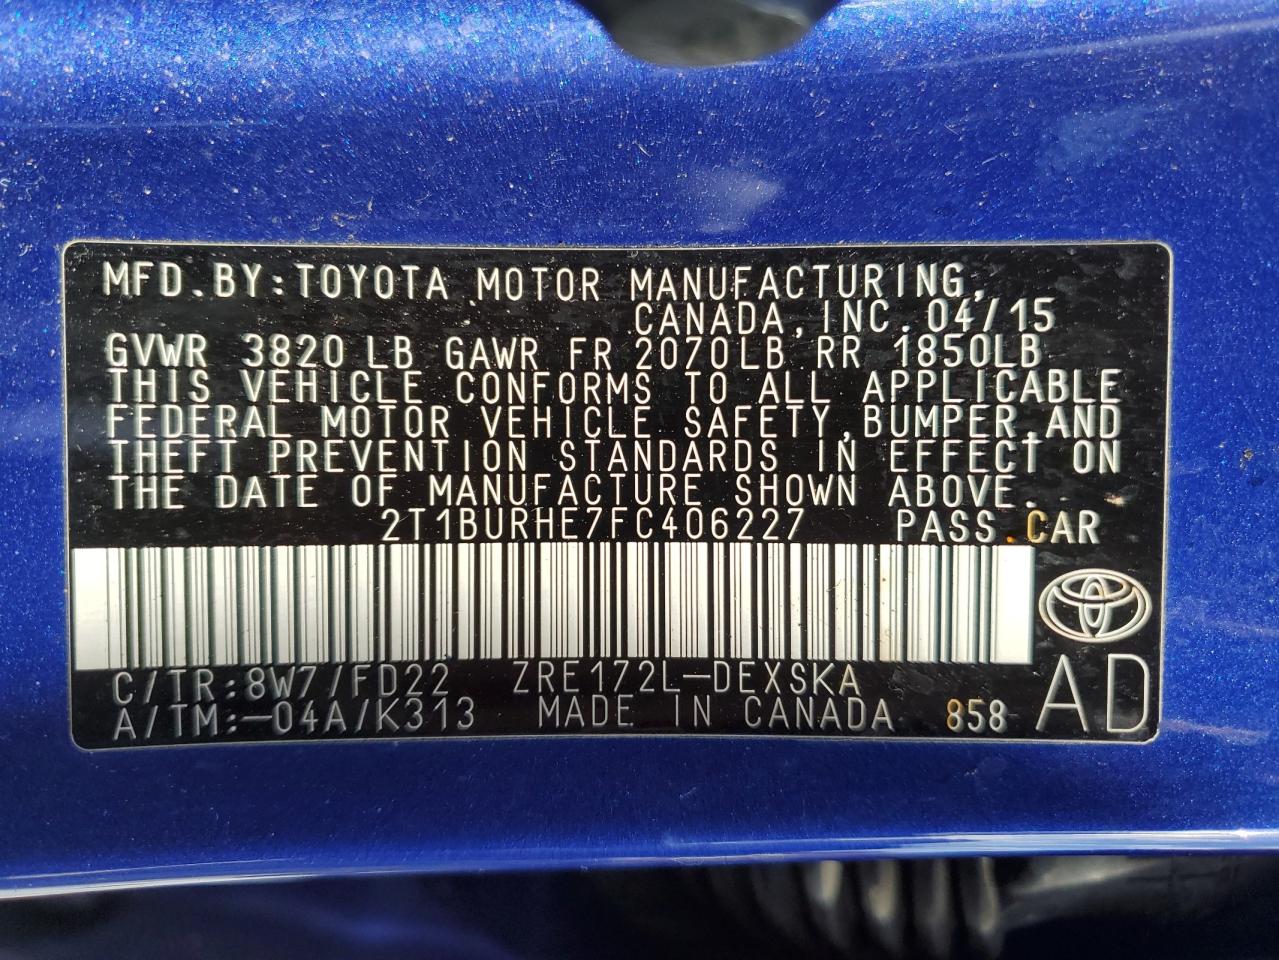 MFD.BY:TOYOTA MOTOR MANUFACTURING,
CANADA,INC. 04/15
GVWR 3820LB GAWR FR 2070LB RR 1850LB
THIS VEHICLE CONFORMS TO ALL APPLICABLE
FEDERAL MOTOR VEHICLE SAFETY,BUMPER,AND
THEFT PREVENTION STANDARDS IN EFFECT ON
THE DATE OF MANUFACTURE SHOWN ABOVE.
2T1BURHE7FC406227 PASS.CAR
C/TR:8W7/FD22 ZRE172L-DEXSKA
A/TM:-04A/K313 MADE IN CANADA 858 AD